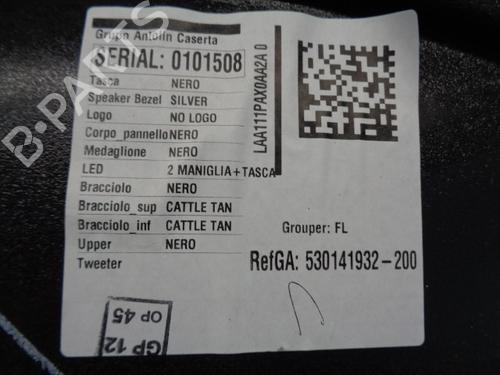 Grupo Antolin Caserta
SERIAL: 0101508
Tasca NERO
Speaker Bezel SILVER
Logo NO LOGO
Corpo_pannello NERO
Medaglione NERO
LED 2 MANIGLIA+TASCA
Bracciolo NERO
Bracciolo_sup CATTLE TAN
Bracciolo_inf CATTLE TAN
Upper NERO
Tweeter
LAA111PAX0AA2A 0
Grouper: FL
RefGA: 530141932-200
GP 12
OP 45
B-PARTS